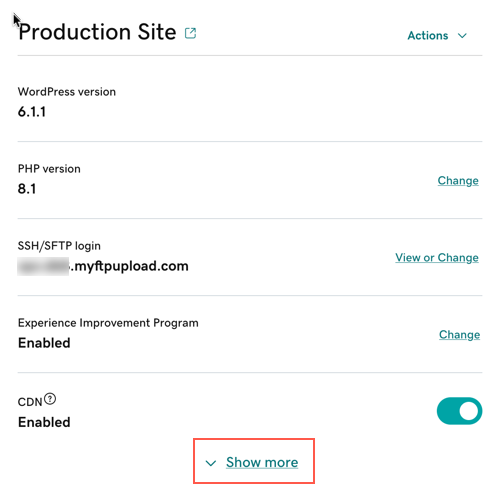 Production Site
Actions
WordPress version
6.1.1
PHP version
8.1
Change
SSH/SFTP login
.myftpupload.com
View or Change
Experience Improvement Program
Enabled
Change
CDN ?
Enabled
Show more